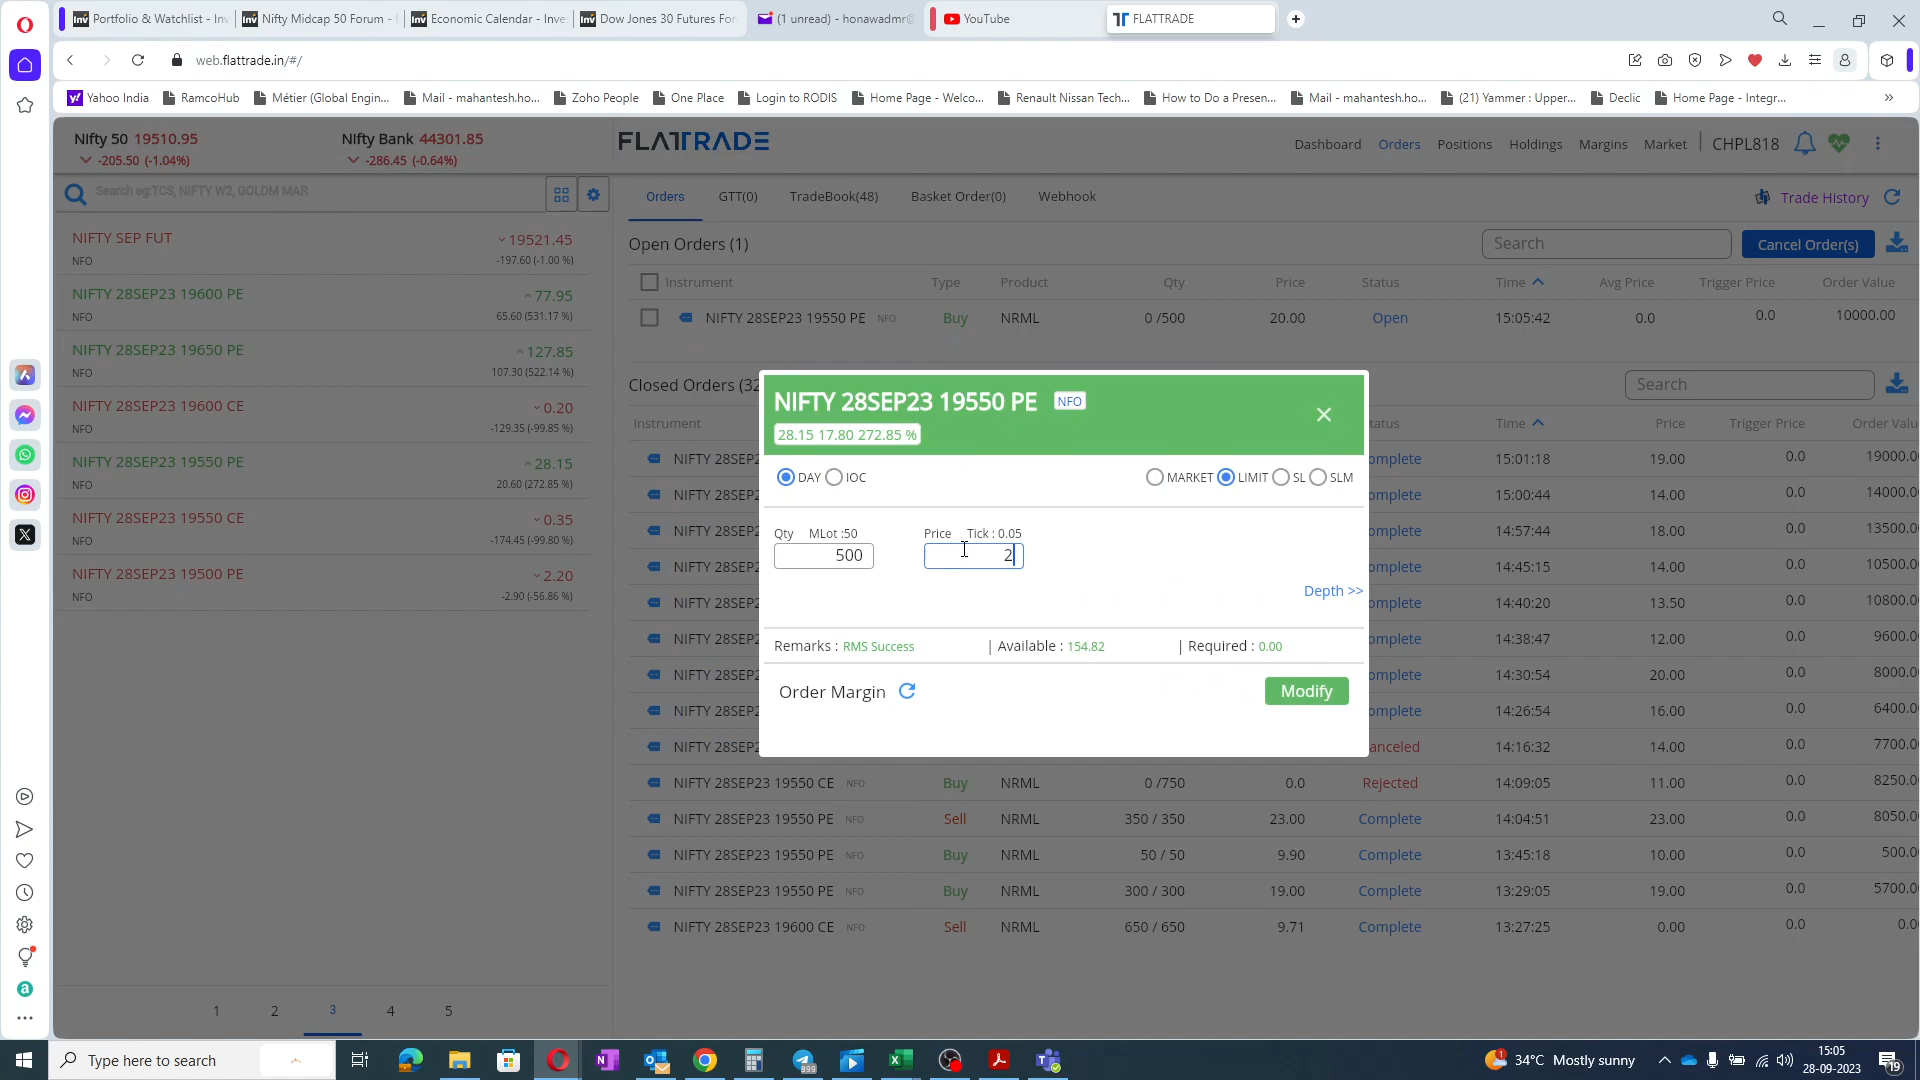 Portfolio & Watchlist - Inv
Nifty Midcap 50 Forum -
Economic Calendar - Inve
Dow Jones 30 Futures For
(1 unread) - honawadmr@
YouTube
FLATTRADE
web.flattrade.in/#/
Yahoo India
RamcoHub
Métier (Global Engin...
Mail - mahantesh.ho...
Zoho People
One Place
Login to RODIS
Home Page - Welco...
Renault Nissan Tech...
How to Do a Presen...
Mail - mahantesh.ho...
(21) Yammer : Upper...
Declic
Home Page - Integr...
NIfty 50 19510.95
-205.50 (-1.04%)
NIfty Bank 44301.85
-286.45 (-0.64%)
FLATTRADE
Dashboard
Orders
Positions
Holdings
Margins
Market
CHPL818
Search eg:TCS, NIFTY W2, GOLDM MAR
Orders
GTT(0)
TradeBook(48)
Basket Order(0)
Webhook
Trade History
NIFTY SEP FUT 19521.45
NFO -197.60 (-1.00 %)
NIFTY 28SEP23 19600 PE 77.95
NFO 65.60 (531.17 %)
NIFTY 28SEP23 19650 PE 127.85
NFO 107.30 (522.14 %)
NIFTY 28SEP23 19600 CE 0.20
NFO -129.35 (-99.85 %)
NIFTY 28SEP23 19550 PE 28.15
NFO 20.60 (272.85 %)
NIFTY 28SEP23 19550 CE 0.35
NFO -174.45 (-99.80 %)
NIFTY 28SEP23 19500 PE 2.20
NFO -2.90 (-56.86 %)
1 2 3 4 5
Open Orders (1)
Search
Cancel Order(s)
Instrument Type Product Qty Price Status Time Avg Price Trigger Price Order Value
NIFTY 28SEP23 19550 PE NFO Buy NRML 0 /500 20.00 Open 15:05:42 0.0 0.0 10000.00
Closed Orders (32
Search
Instrument tatus Time Price Trigger Price Order Valu
NIFTY 28SEP2 omplete 15:01:18 19.00 0.0 19000.0
NIFTY 28SEP2 omplete 15:00:44 14.00 0.0 14000.0
NIFTY 28SEP2 omplete 14:57:44 18.00 0.0 13500.0
NIFTY 28SEP2 omplete 14:45:15 14.00 0.0 10500.0
NIFTY 28SEP2 omplete 14:40:20 13.50 0.0 10800.0
NIFTY 28SEP2 omplete 14:38:47 12.00 0.0 9600.0
NIFTY 28SEP2 omplete 14:30:54 20.00 0.0 8000.0
NIFTY 28SEP2 omplete 14:26:54 16.00 0.0 6400.0
NIFTY 28SEP2 anceled 14:16:32 14.00 0.0 7700.0
NIFTY 28SEP23 19550 CE NFO Buy NRML 0 /750 0.0 Rejected 14:09:05 11.00 0.0 8250.0
NIFTY 28SEP23 19550 PE NFO Sell NRML 350 / 350 23.00 Complete 14:04:51 23.00 0.0 8050.0
NIFTY 28SEP23 19550 PE NFO Buy NRML 50 / 50 9.90 Complete 13:45:18 10.00 0.0 500.0
NIFTY 28SEP23 19550 PE NFO Buy NRML 300 / 300 19.00 Complete 13:29:05 19.00 0.0 5700.0
NIFTY 28SEP23 19600 CE NFO Sell NRML 650 / 650 9.71 Complete 13:27:25 0.00 0.0 0.0
NIFTY 28SEP23 19550 PE NFO
28.15 17.80 272.85 %
DAY IOC MARKET LIMIT SL SLM
Qty MLot :50 Price Tick : 0.05
500 2
Depth >>
Remarks : RMS Success | Available : 154.82 | Required : 0.00
Order Margin Modify
Type here to search
899
34°C Mostly sunny
15:05
28-09-2023
19